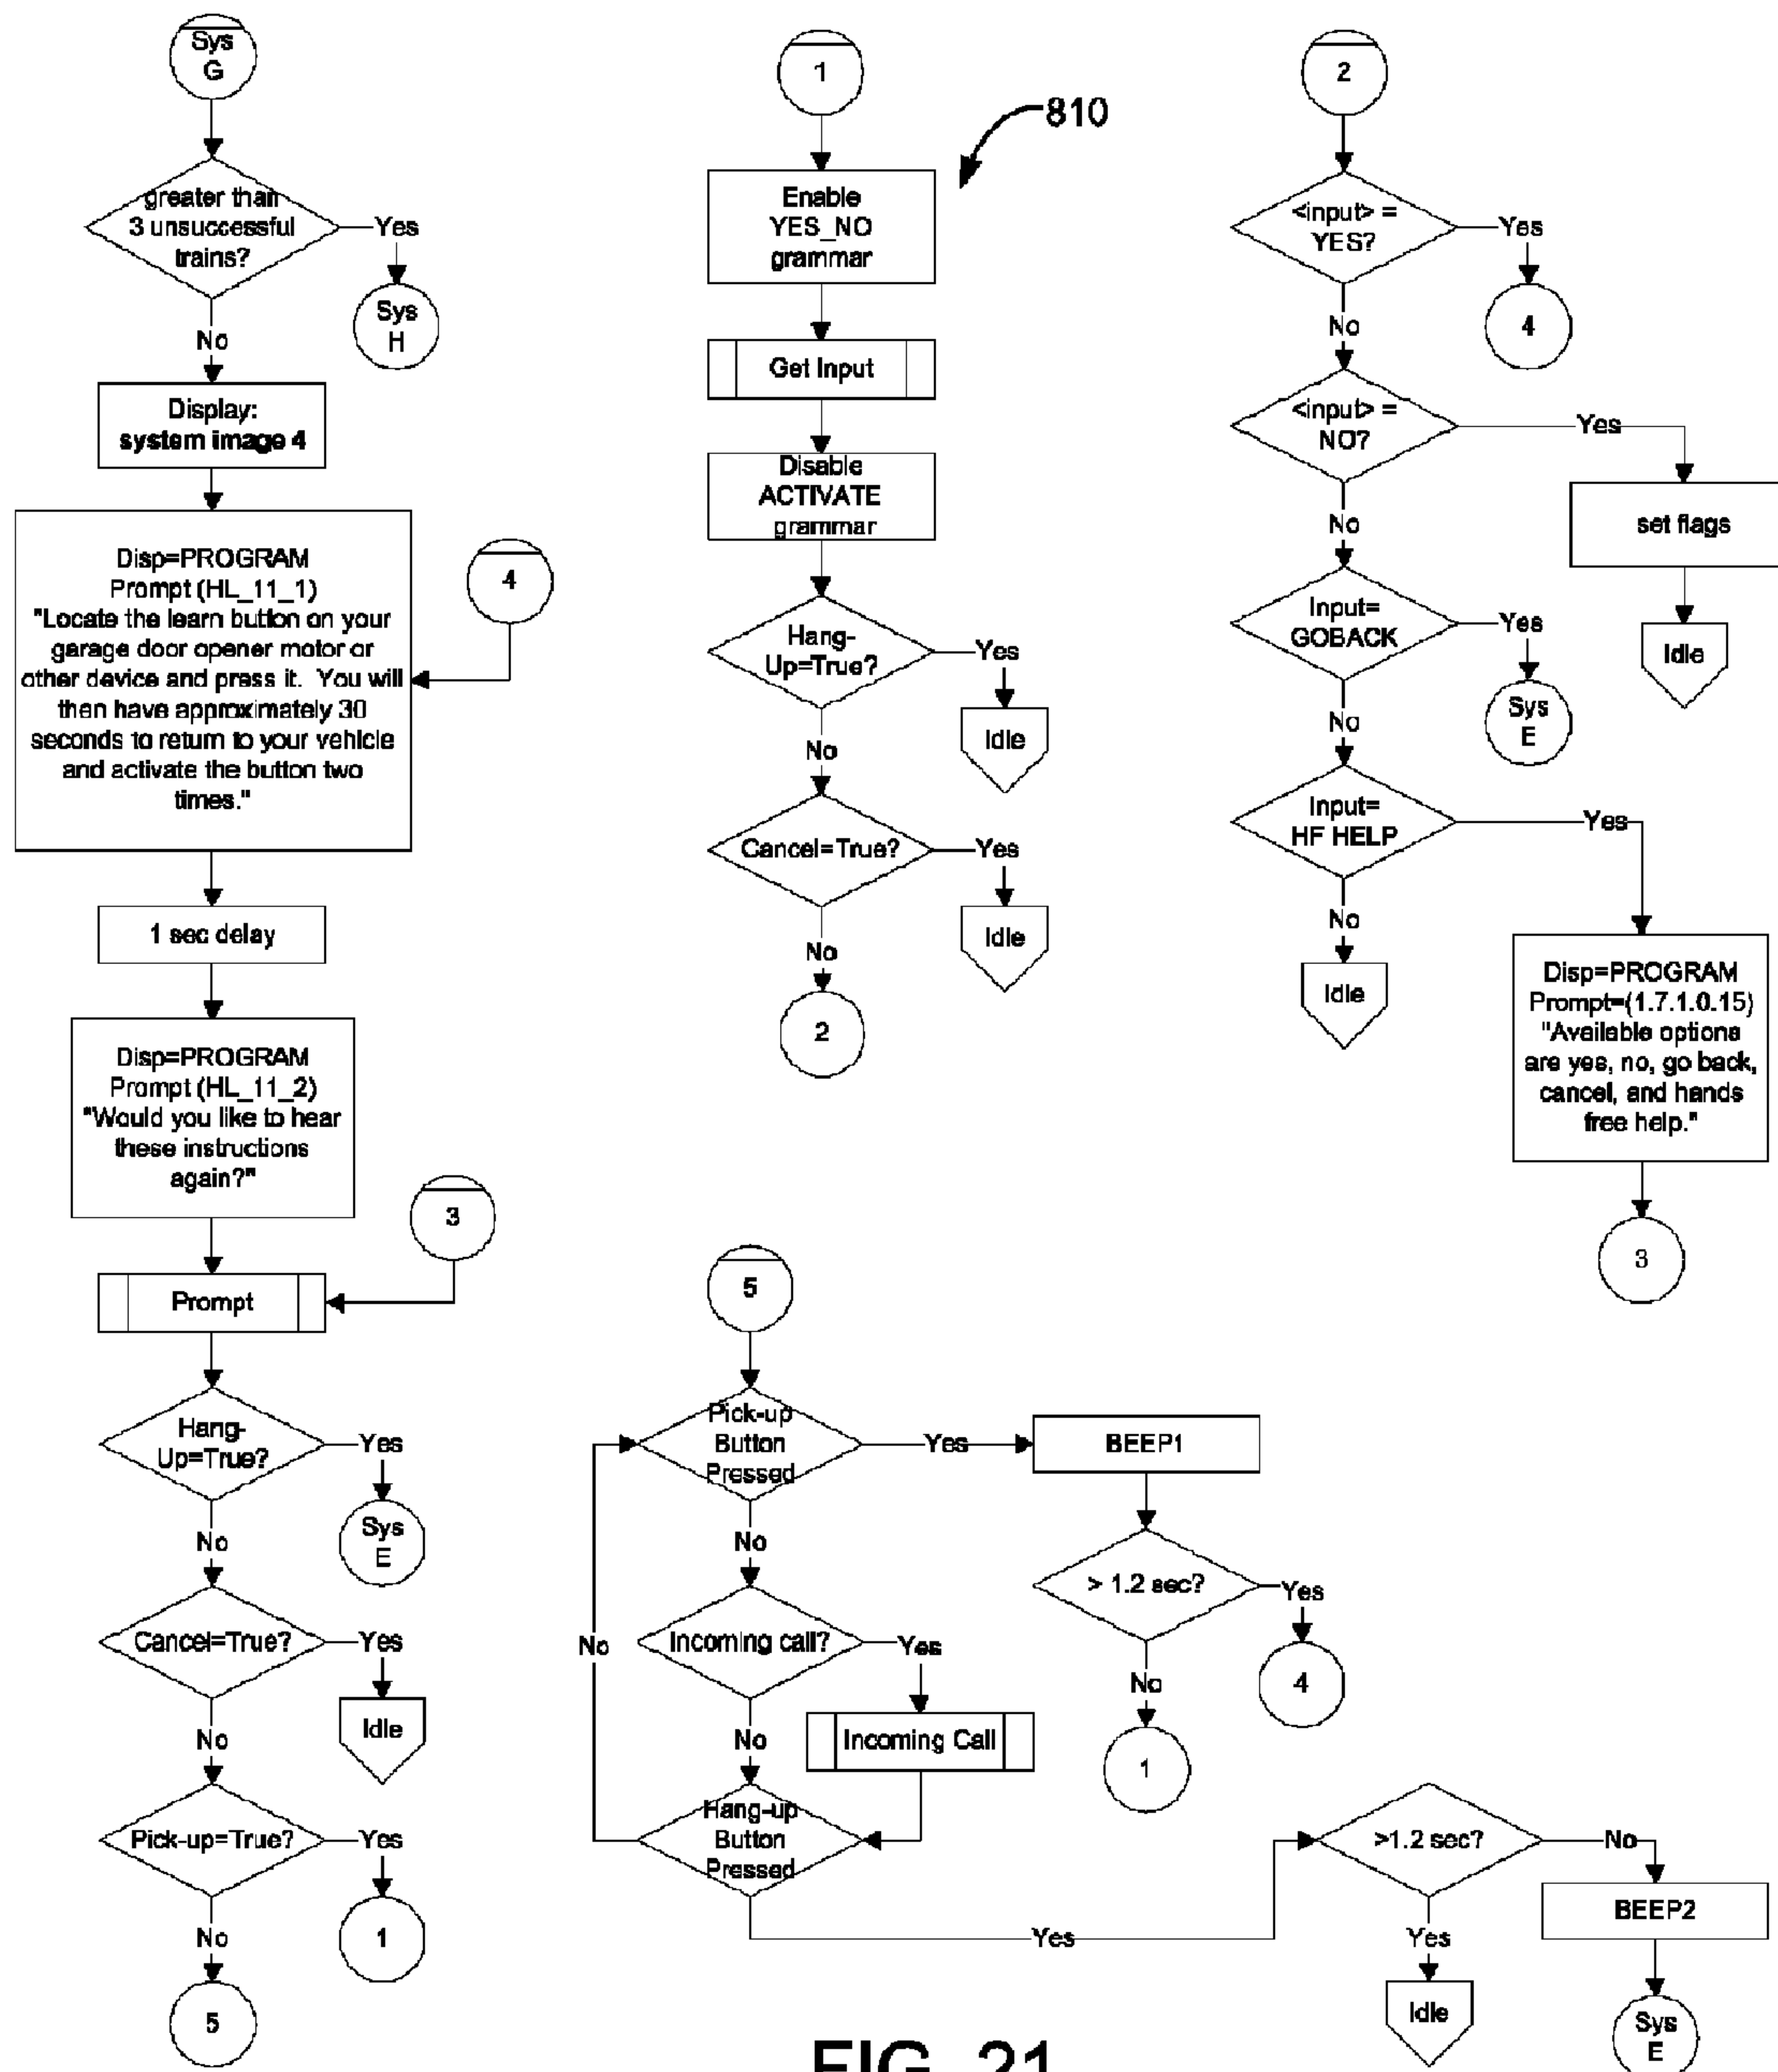 Sys
G
greater than
3 unsuccessful
trains?
Yes
Sys
H
No
Display:
system image 4
Disp=PROGRAM
Prompt (HL_11_1)
"Locate the learn button on your
garage door opener motor or
other device and press it. You will
then have approximately 30
seconds to return to your vehicle
and activate the button two
times."
4
1 sec delay
Disp=PROGRAM
Prompt (HL_11_2)
"Would you like to hear
these instructions
again?"
3
Prompt
Hang-
Up=True?
Yes
Sys
E
No
Cancel=True?
Yes
Idle
No
Pick-up=True?
Yes
1
No
5
1
810
Enable
YES_NO
grammar
Get Input
Disable
ACTIVATE
grammar
Hang-
Up=True?
Yes
Idle
No
Cancel=True?
Yes
Idle
No
2
2
<input> =
YES?
Yes
4
No
<input> =
NO?
Yes
set flags
Idle
No
Input=
GOBACK
Yes
Sys
E
No
Input=
HF HELP
Yes
No
Idle
Disp=PROGRAM
Prompt=(1.7.1.0.15)
"Available options
are yes, no, go back,
cancel, and hands
free help."
3
5
Pick-up
Button
Pressed
Yes
BEEP1
> 1.2 sec?
Yes
4
No
1
No
Incoming call?
Yes
Incoming Call
No
No
Hang-up
Button
Pressed
Yes
>1.2 sec?
No
BEEP2
Sys
E
Yes
Idle
FIG. 21